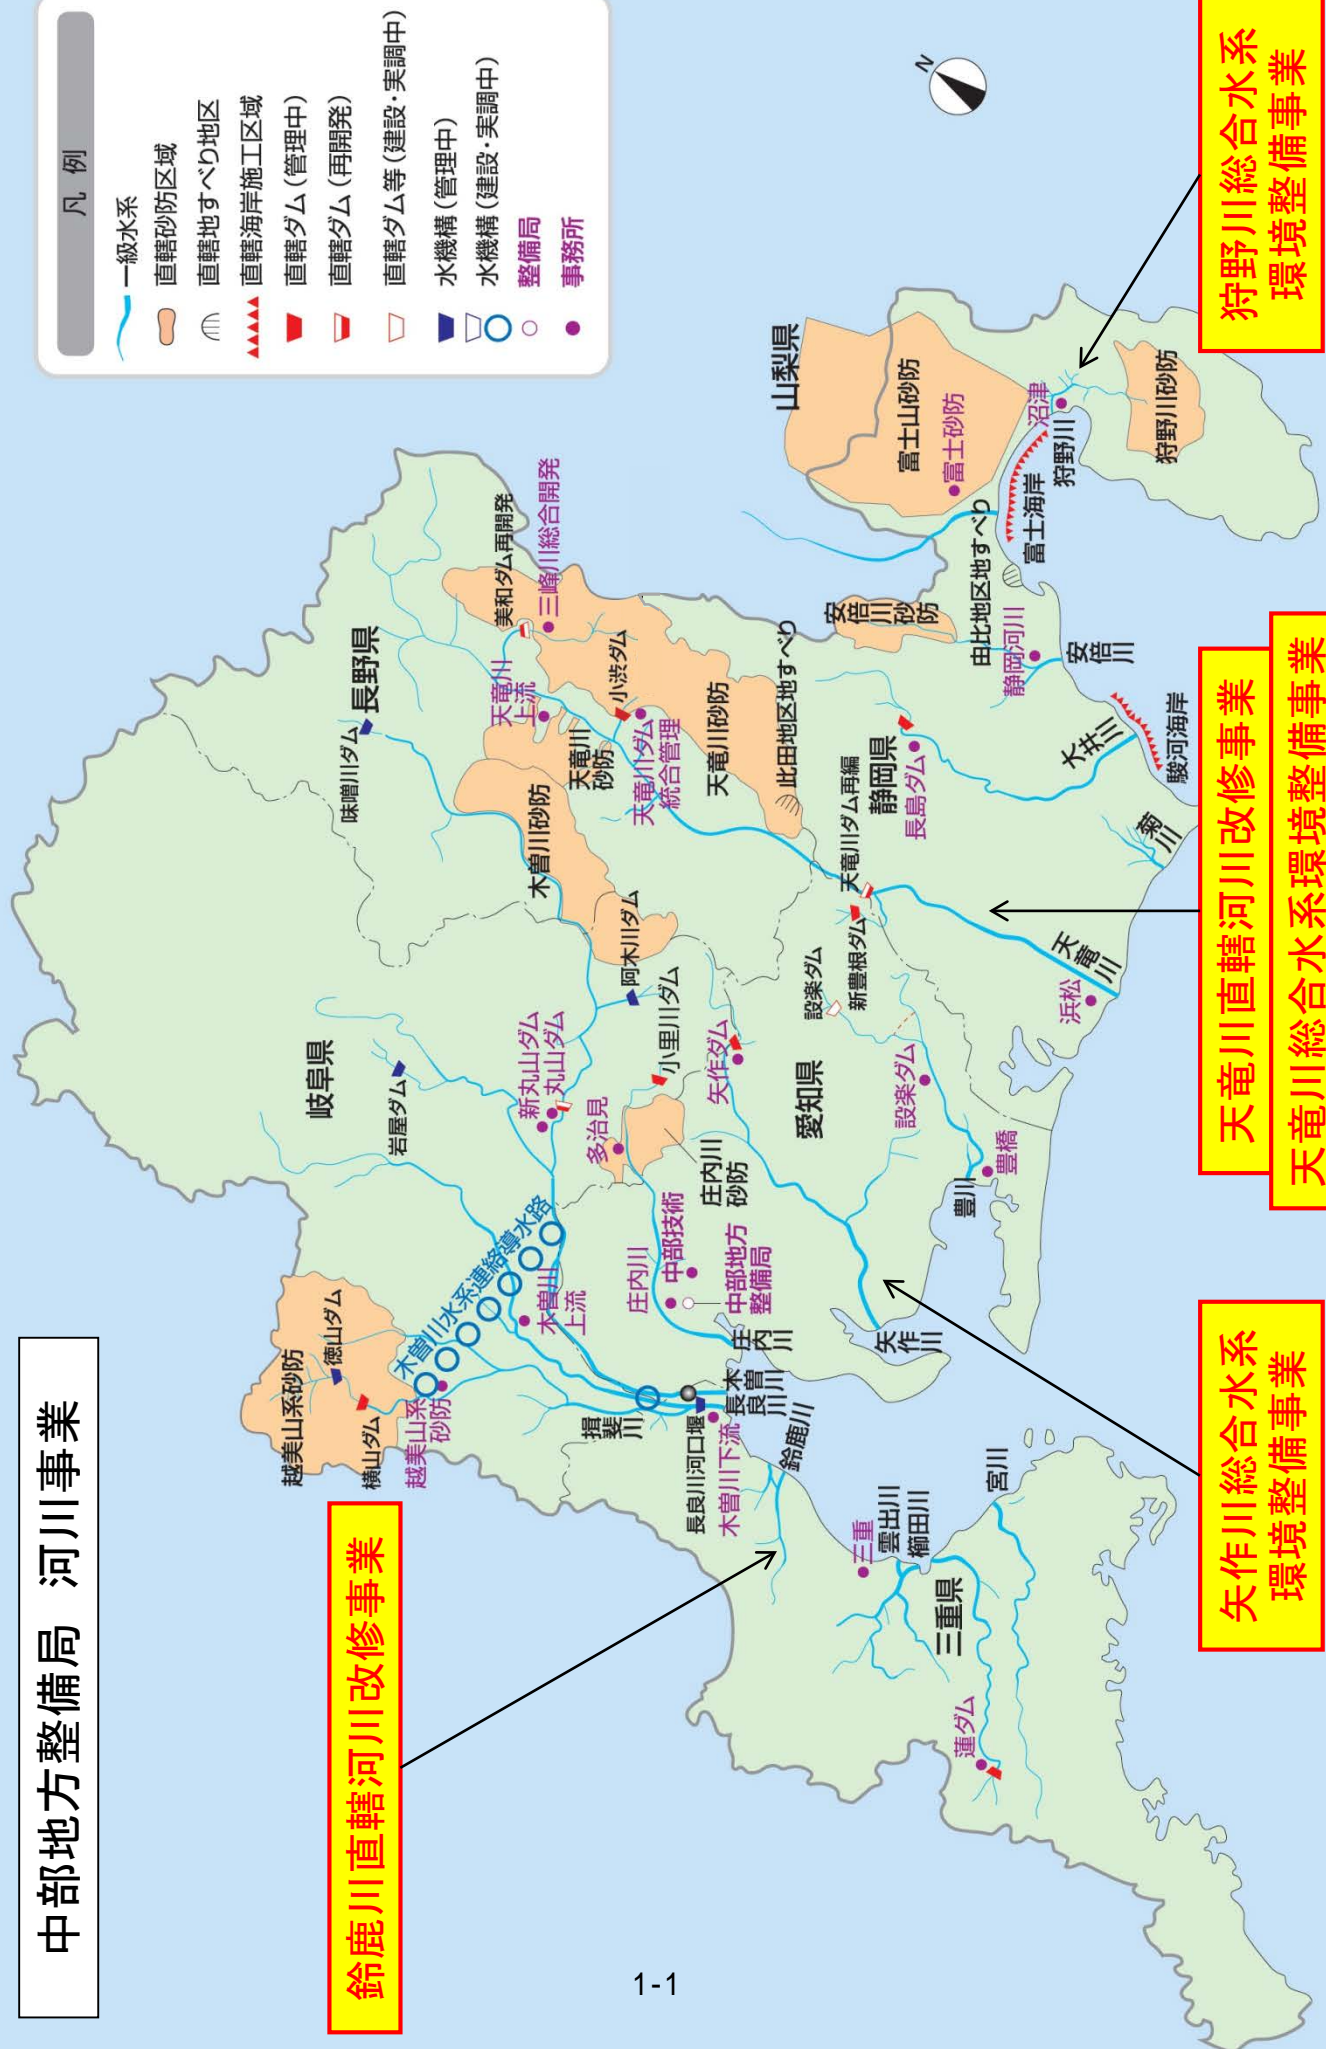 中部地方整備局 河川事業
凡例
一級水系
直轄砂防区域
直轄地すべり地区
直轄海岸施工区域
直轄ダム（管理中）
直轄ダム（再開発）
直轄ダム等（建設・実調中）
水機構（管理中）
水機構（建設・実調中）
整備局
事務所
N
鈴鹿川直轄河川改修事業
矢作川総合水系
環境整備事業
天竜川直轄河川改修事業
天竜川総合水系環境整備事業
狩野川総合水系
環境整備事業
越美山系砂防
徳山ダム
横山ダム
越美山系
砂防
木曽川水系連絡導水路
木曽川
上流
揖斐
川
長良川河口堰
木曽川下流
長良川
木曽川
鈴鹿川
三重
雲出川
櫛田川
宮川
三重県
蓮ダム
岐阜県
岩屋ダム
新丸山ダム
丸山ダム
多治見
小里川ダム
阿木川ダム
庄内川
砂防
庄内川
中部技術
中部地方
整備局
庄内
川
矢作ダム
愛知県
矢作
川
設楽ダム
設楽ダム
新豊根ダム
豊川
豊橋
長野県
味噌川ダム
木曽川砂防
天竜川
上流
美和ダム再開発
三峰川総合開発
小渋ダム
天竜川
砂防
天竜川ダム
統合管理
天竜川砂防
此田地区地すべり
天竜川ダム再編
静岡県
長島ダム
天竜
川
浜松
菊
川
大井川
駿河海岸
安倍
川
静岡河川
安倍
川砂
防
由比地区地すべり
富士海岸
山梨県
富士山砂防
富士砂防
沼津
狩野川
狩野川砂防
1-1